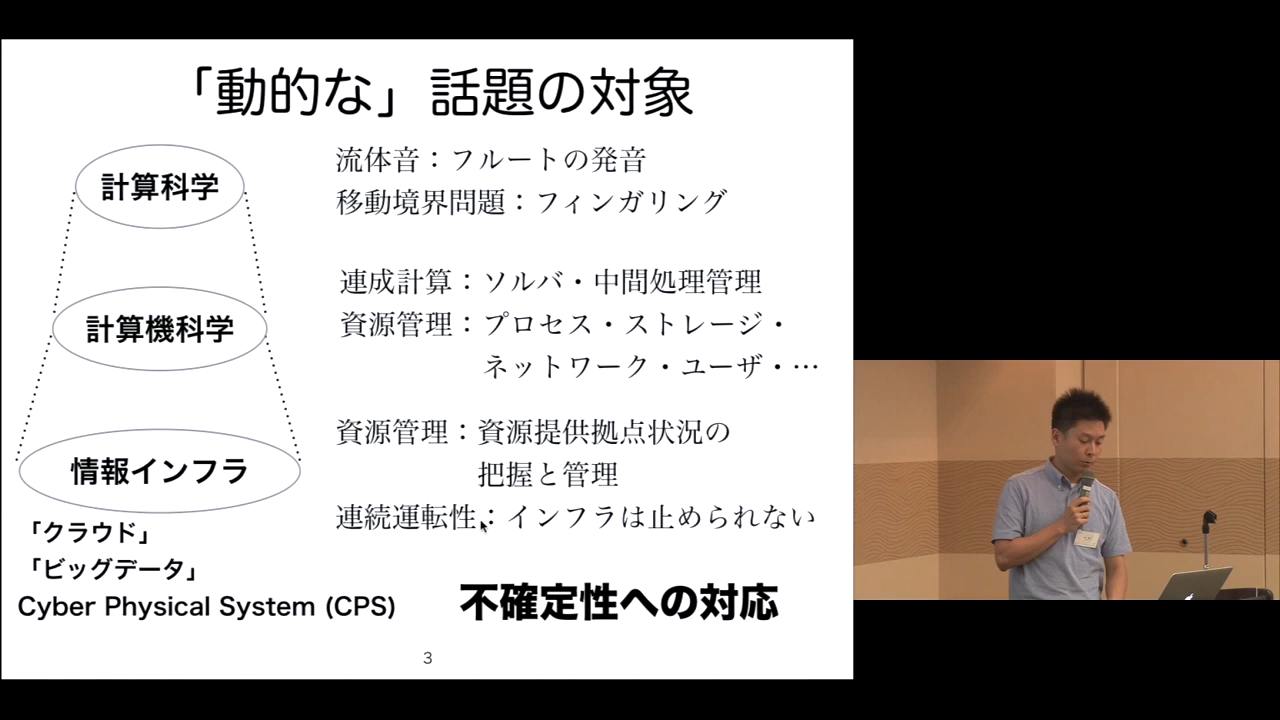 「動的な」話題の対象
計算科学
流体音：フルートの発音
移動境界問題：フィンガリング
計算機科学
連成計算：ソルバ・中間処理管理
資源管理：プロセス・ストレージ・
ネットワーク・ユーザ・…
情報インフラ
資源管理：資源提供拠点状況の
把握と管理
連続運転性：インフラは止められない
「クラウド」
「ビッグデータ」
Cyber Physical System (CPS)
不確定性への対応
3